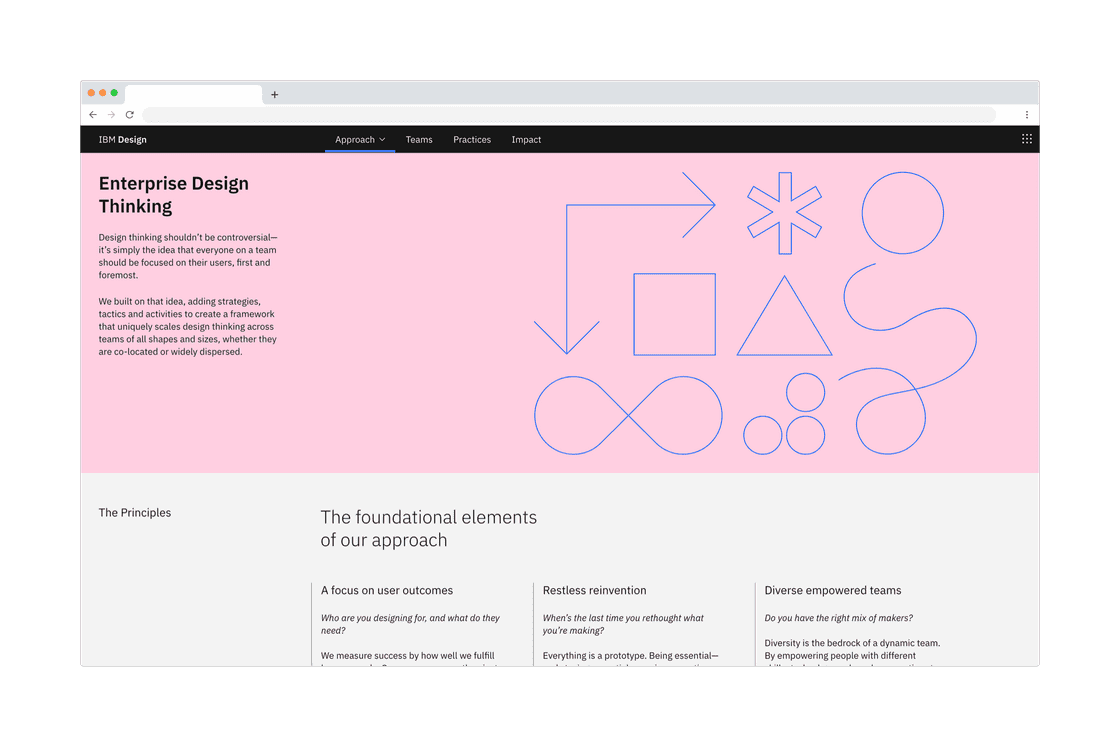 IBM Design
Approach
Teams
Practices
Impact
Enterprise Design
Thinking
Design thinking shouldn't be controversial—
it's simply the idea that everyone on a team
should be focused on their users, first and
foremost.
We built on that idea, adding strategies,
tactics and activities to create a framework
that uniquely scales design thinking across
teams of all shapes and sizes, whether they
are co-located or widely dispersed.
The Principles
The foundational elements
of our approach
A focus on user outcomes
Who are you designing for, and what do they
need?
We measure success by how well we fulfill
Restless reinvention
When's the last time you rethought what
you're making?
Everything is a prototype. Being essential—
Diverse empowered teams
Do you have the right mix of makers?
Diversity is the bedrock of a dynamic team.
By empowering people with different